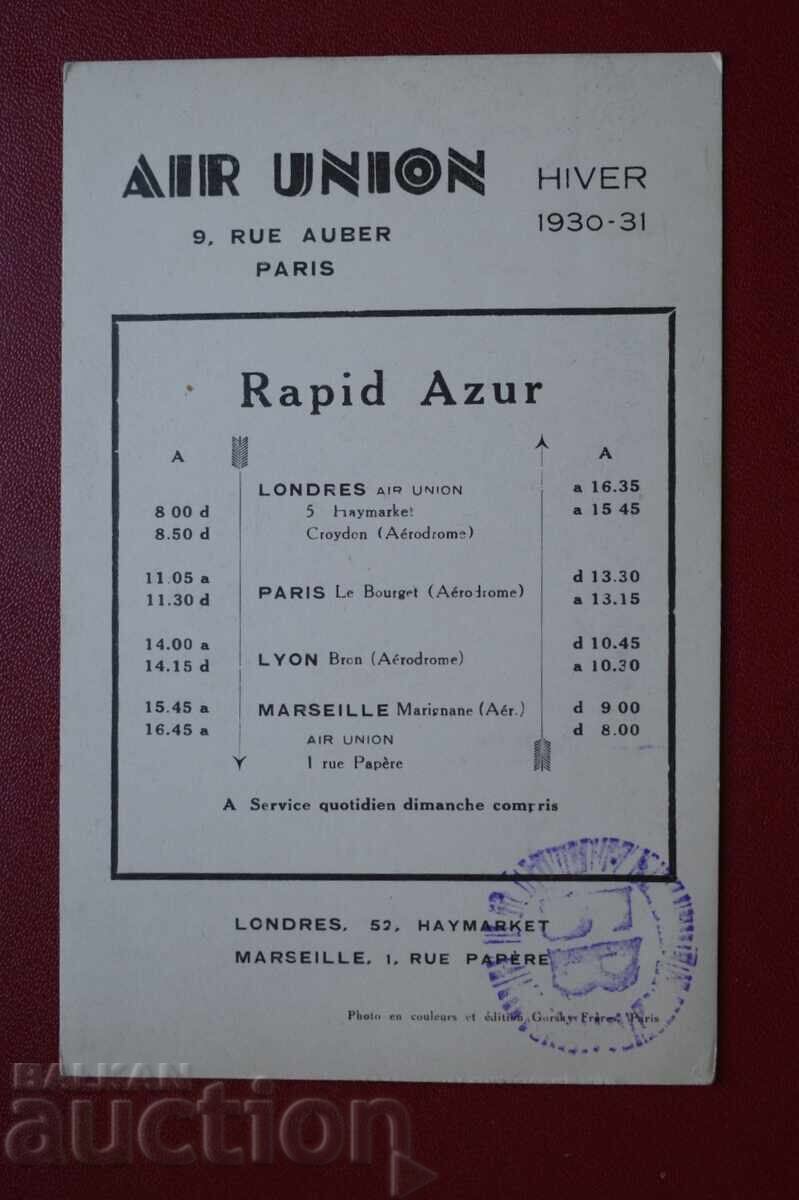 AIR UNION HIVER
9, RUE AUBER 1930-31
PARIS
Rapid Azur
A A
LONDRES AIR UNION a 16.35
8 00 d 5 Haymarket a 15 45
8.50 d Croydon (Aérodrome)
11.05 a d 13.30
11.30 d PARIS Le Bourget (Aérodrome) a 13.15
14.00 a d 10.45
14.15 d LYON Bron (Aérodrome) a 10.30
15.45 a MARSEILLE Marignane (Aér.) d 9 00
16.45 a AIR UNION d 8.00
1 rue Papère
A Service quotidien dimanche compris
LONDRES, 52, HAYMARKET
MARSEILLE, 1, RUE PAPÈRE
Photo en couleurs et édition Gorsky Frères, Paris
BALKAN
auction